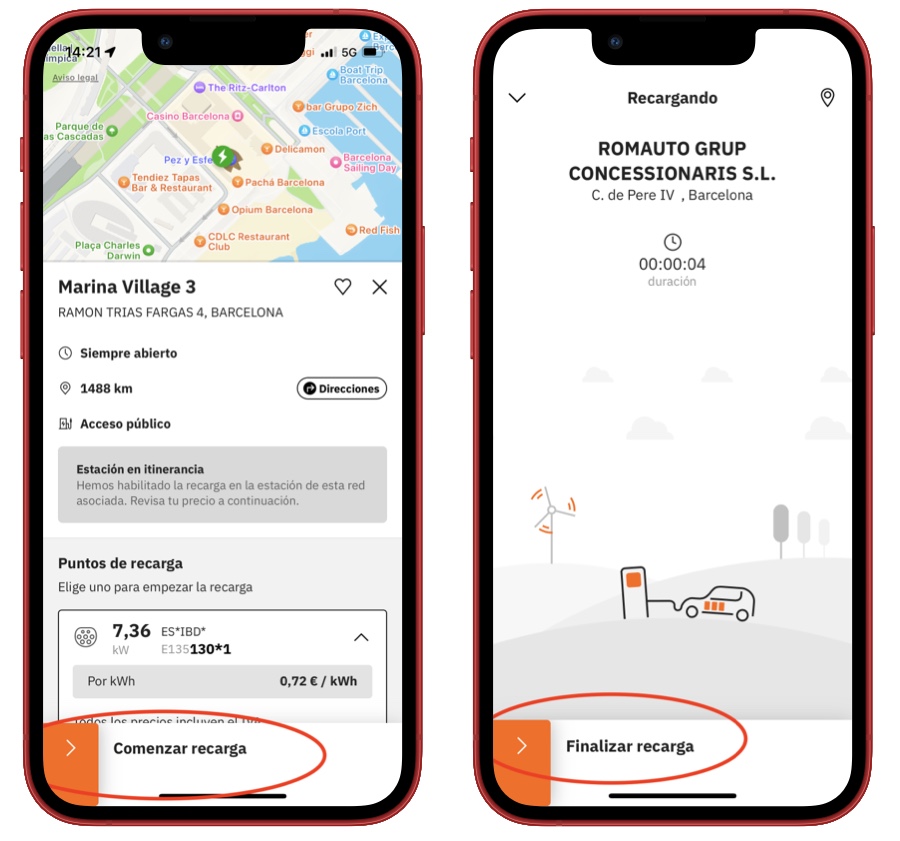 14:21
5G
Aviso legal
The Ritz-Carlton
Boat Trip
Barcelona
bar Grupo Zich
Casino Barcelona
Escola Port
Parque de
as Cascadas
Delicamon
Pez y Esfe
Barcelona
Sailing Day
Tendiez Tapas
Bar & Restaurant
Pachá Barcelona
Opium Barcelona
CDLC Restaurant
Club
Red Fish
Plaça Charles
Darwin
Marina Village 3
RAMON TRIAS FARGAS 4, BARCELONA
Siempre abierto
1488 km
Direcciones
Acceso público
Estación en itinerancia
Hemos habilitado la recarga en la estación de esta red
asociada. Revisa tu precio a continuación.
Puntos de recarga
Elige uno para empezar la recarga
7,36
kW
ES*IBD*
E135130*1
Por kWh
0,72 € / kWh
Todos los precios incluyen el IVA
Comenzar recarga
Recargando
ROMAUTO GRUP
CONCESSIONARIS S.L.
C. de Pere IV , Barcelona
00:00:04
duración
Finalizar recarga